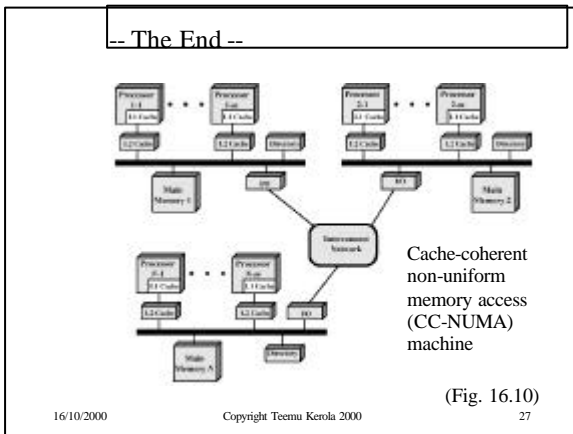 -- The End --
Processor
Processor
Processor
Processor
L1 Cache
L1 Cache
L1 Cache
L1 Cache
L2 Cache
L2 Cache
Directory
L2 Cache
L2 Cache
Directory
Main
Memory 1
I/O
I/O
Main
Memory 2
Interconnect
Network
Processor
Processor
L1 Cache
L1 Cache
L2 Cache
L2 Cache
I/O
Main
Memory
Directory
Cache-coherent
non-uniform
memory access
(CC-NUMA)
machine
(Fig. 16.10)
16/10/2000
Copyright Teemu Kerola 2000
27